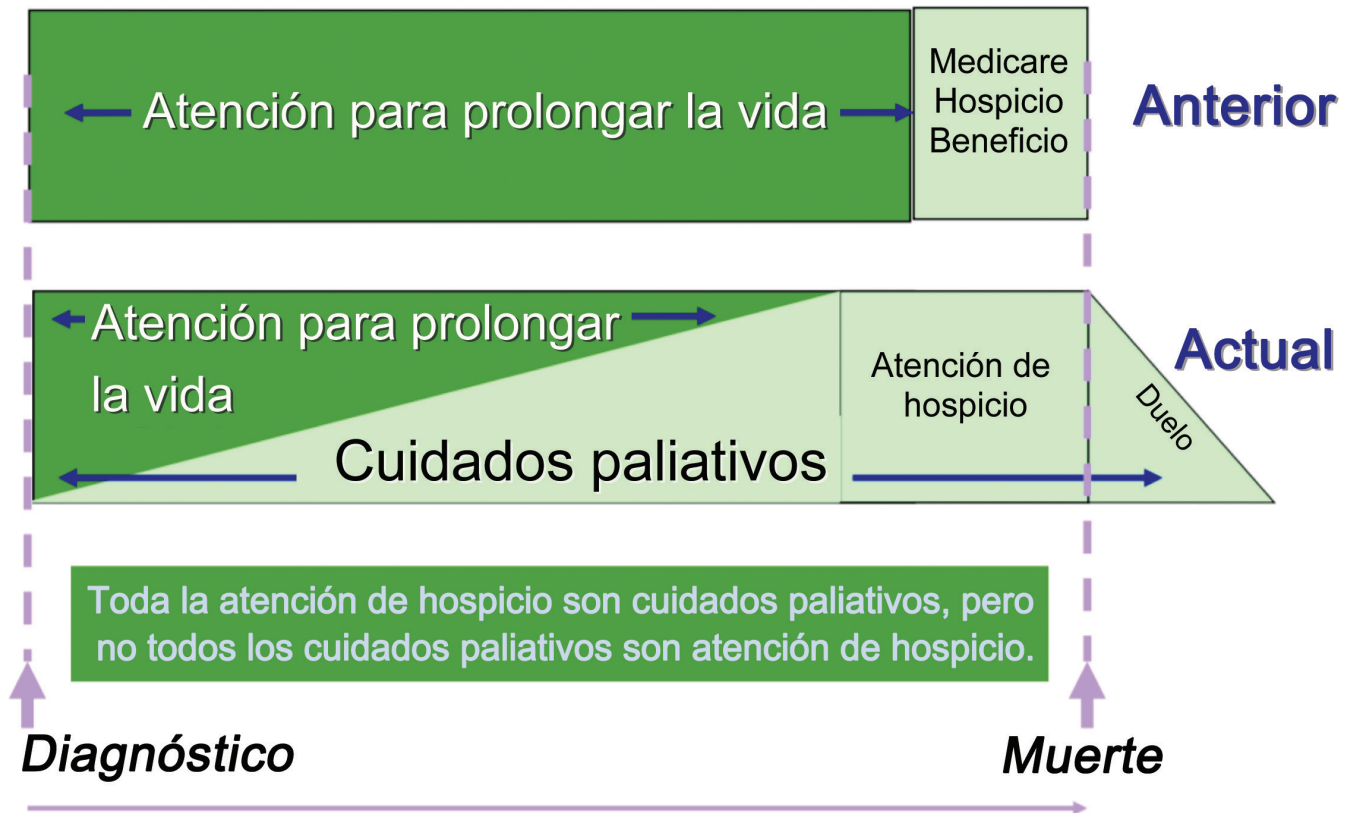 Atención para prolongar la vida
Medicare
Hospicio
Beneficio
Anterior
Atención para prolongar
la vida
Cuidados paliativos
Atención de
hospicio
Duelo
Actual
Toda la atención de hospicio son cuidados paliativos, pero
no todos los cuidados paliativos son atención de hospicio.
Diagnóstico
Muerte